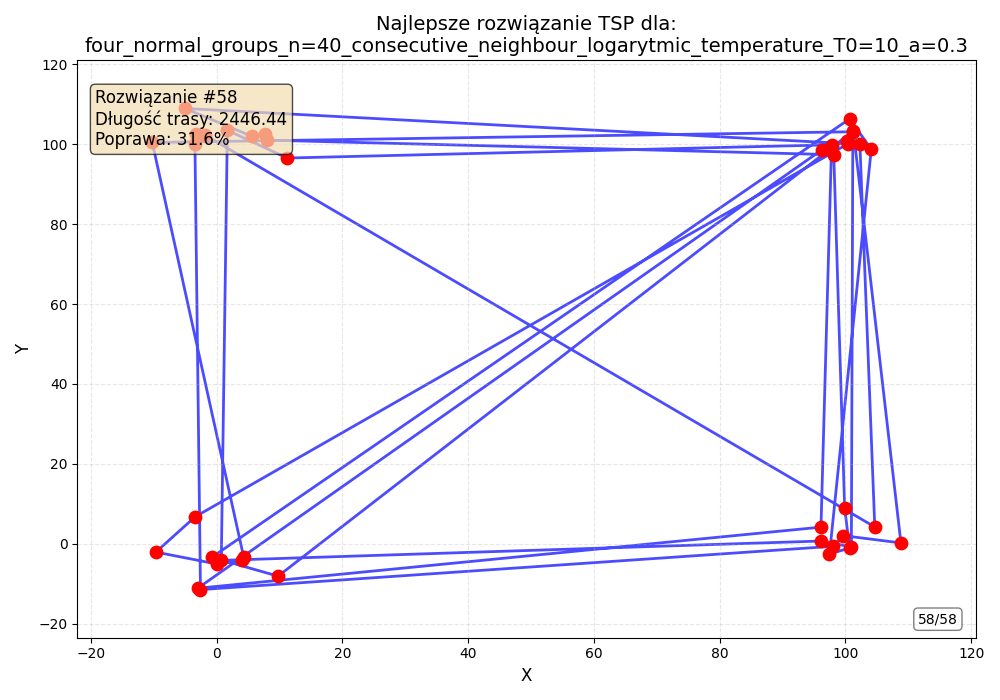 Najlepsze rozwiązanie TSP dla:
four_normal_groups_n=40_consecutive_neighbour_logarytmic_temperature_T0=10_a=0.3
Rozwiązanie #58
Długość trasy: 2446.44
Poprawa: 31.6%
120
100
80
60
40
20
0
−20
Y
58/58
−20 0 20 40 60 80 100 120
X